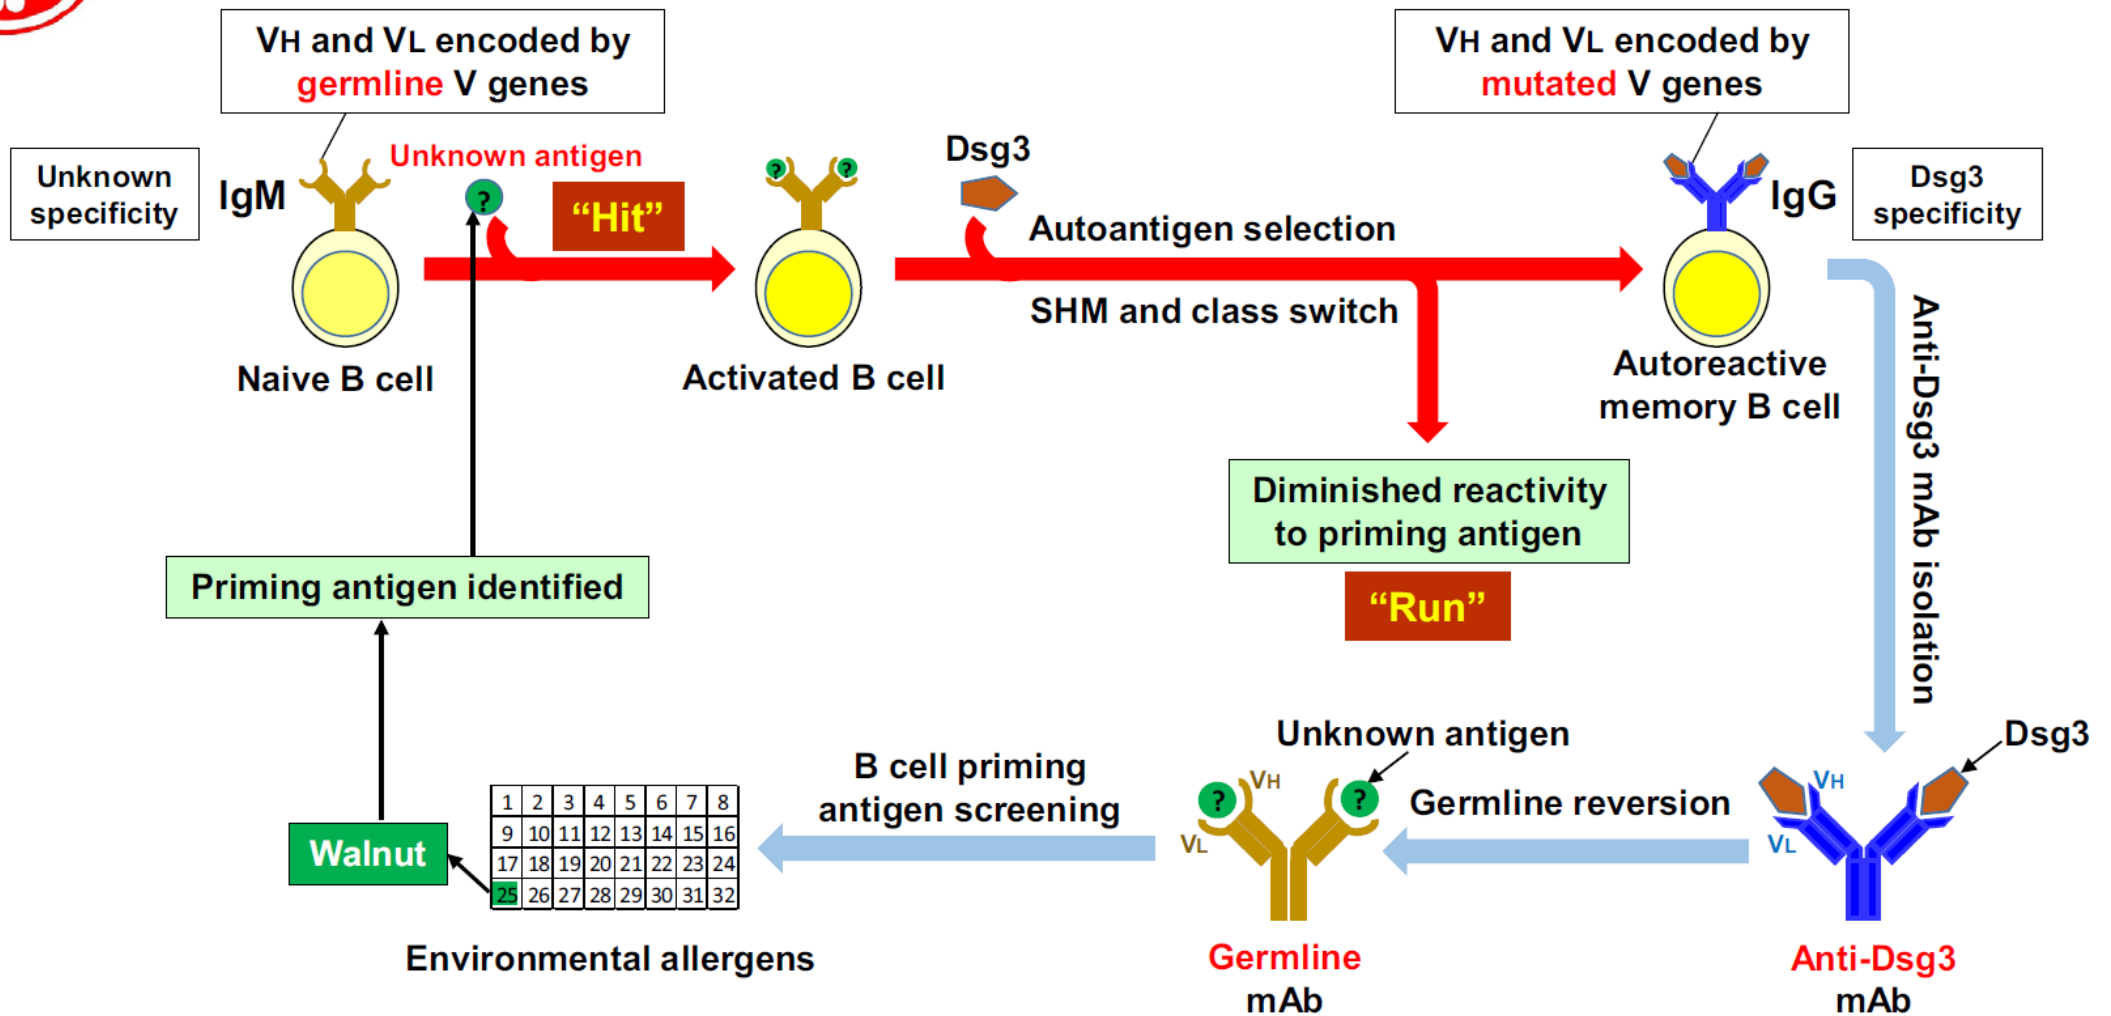 VH and VL encoded by
germline V genes
VH and VL encoded by
mutated V genes
Unknown
specificity
IgM
Unknown antigen
?
"Hit"
?
?
Dsg3
Autoantigen selection
SHM and class switch
IgG
Dsg3
specificity
Naive B cell
Activated B cell
Autoreactive
memory B cell
Anti-Dsg3 mAb isolation
Diminished reactivity
to priming antigen
"Run"
Priming antigen identified
Walnut
1 2 3 4 5 6 7 8
9 10 11 12 13 14 15 16
17 18 19 20 21 22 23 24
25 26 27 28 29 30 31 32
Environmental allergens
B cell priming
antigen screening
Unknown antigen
?
?
VH
VL
Germline
mAb
Germline reversion
Dsg3
VH
VL
Anti-Dsg3
mAb